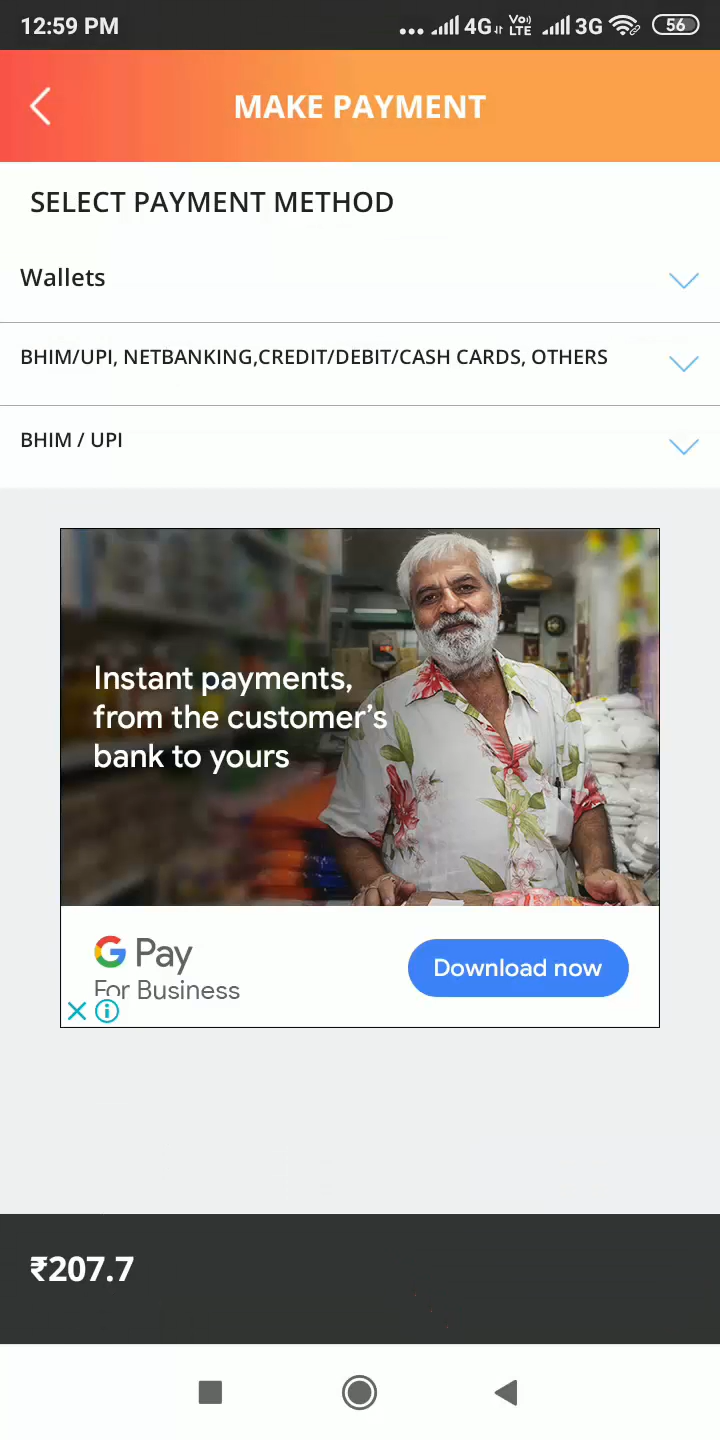 12:59 PM
4G VoLTE 3G 56
MAKE PAYMENT
SELECT PAYMENT METHOD
Wallets
BHIM/UPI, NETBANKING,CREDIT/DEBIT/CASH CARDS, OTHERS
BHIM / UPI
Instant payments,
from the customer’s
bank to yours
G Pay
For Business
Download now
₹207.7